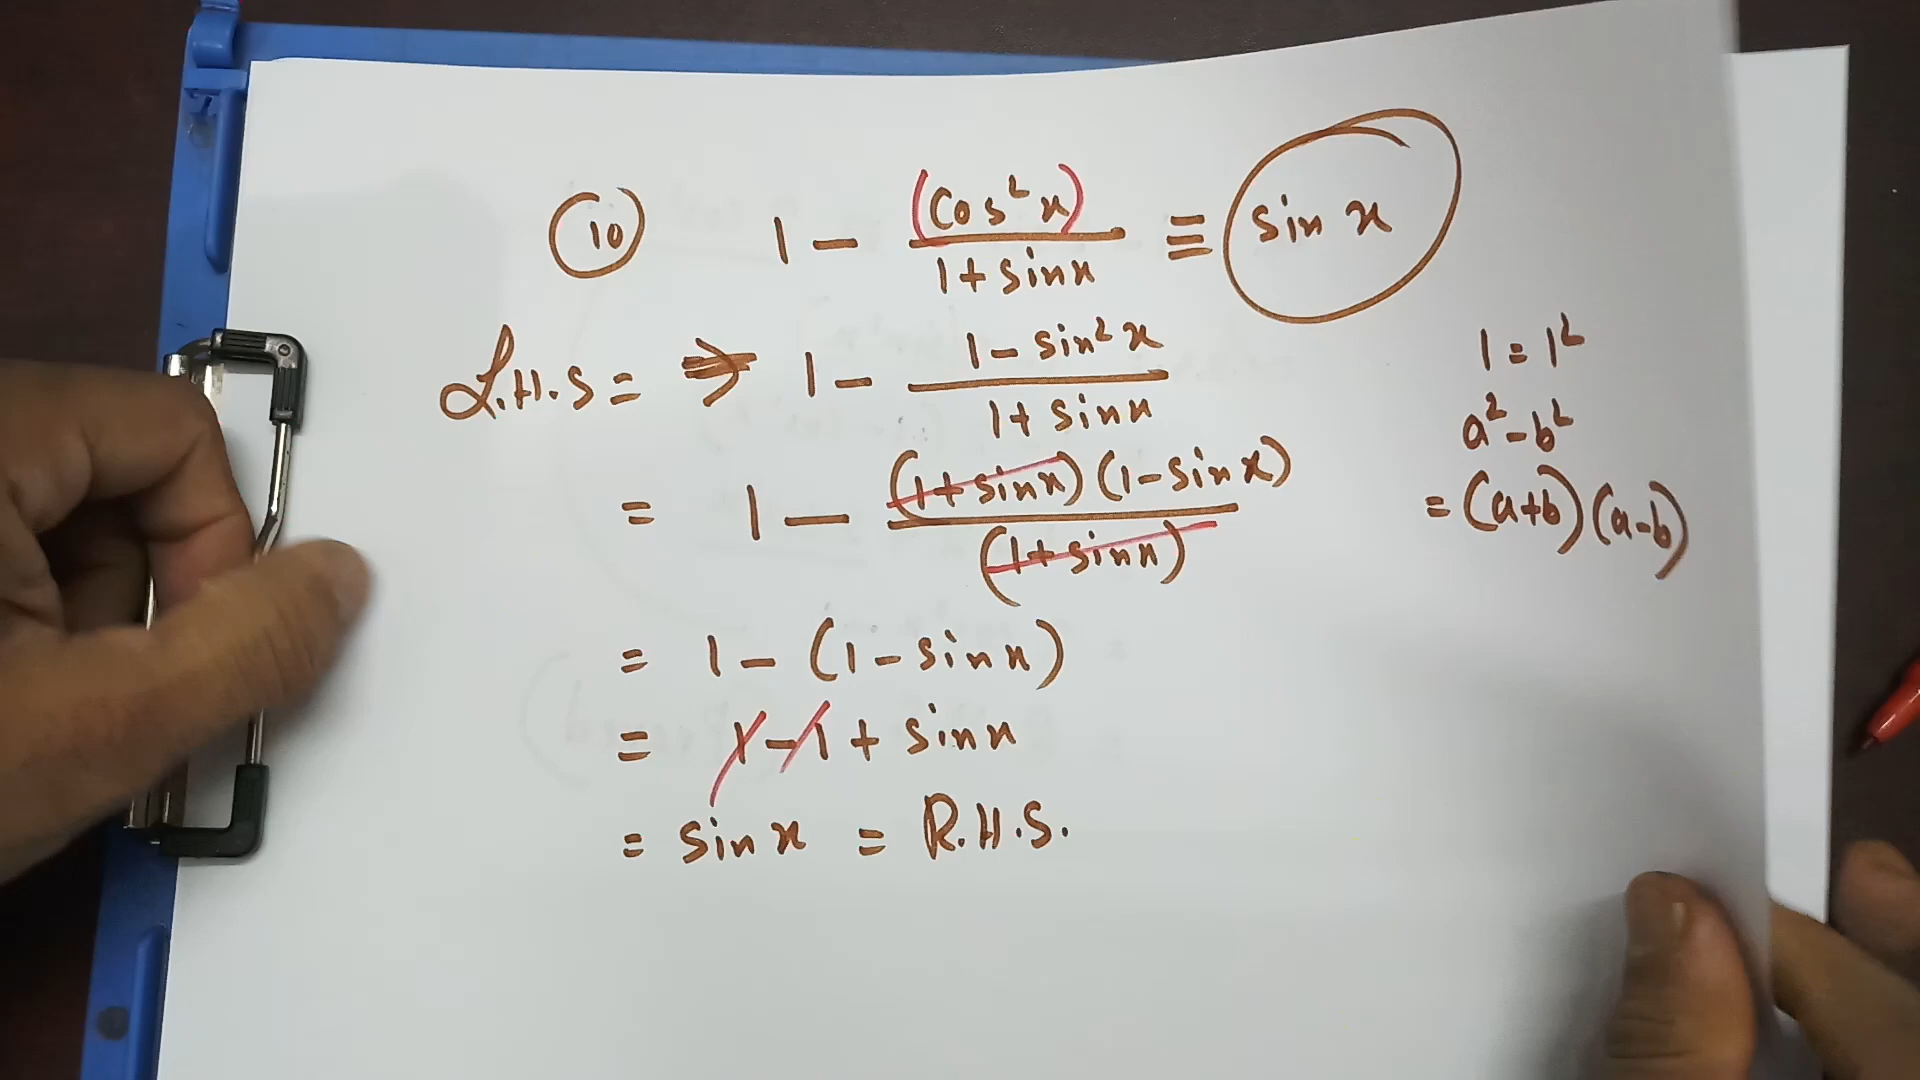 10 1 - (Cos²x) / 1 + sinx ≡ sin x
L.H.S = ⇒ 1 - 1 - sin²x / 1 + sinx
= 1 - (1 + sinx)(1 - sinx) / (1 + sinx)
= 1 - (1 - sinx)
= 1 - 1 + sinx
= sin x = R.H.S.
1 = 1²
a² - b²
= (a+b)(a-b)